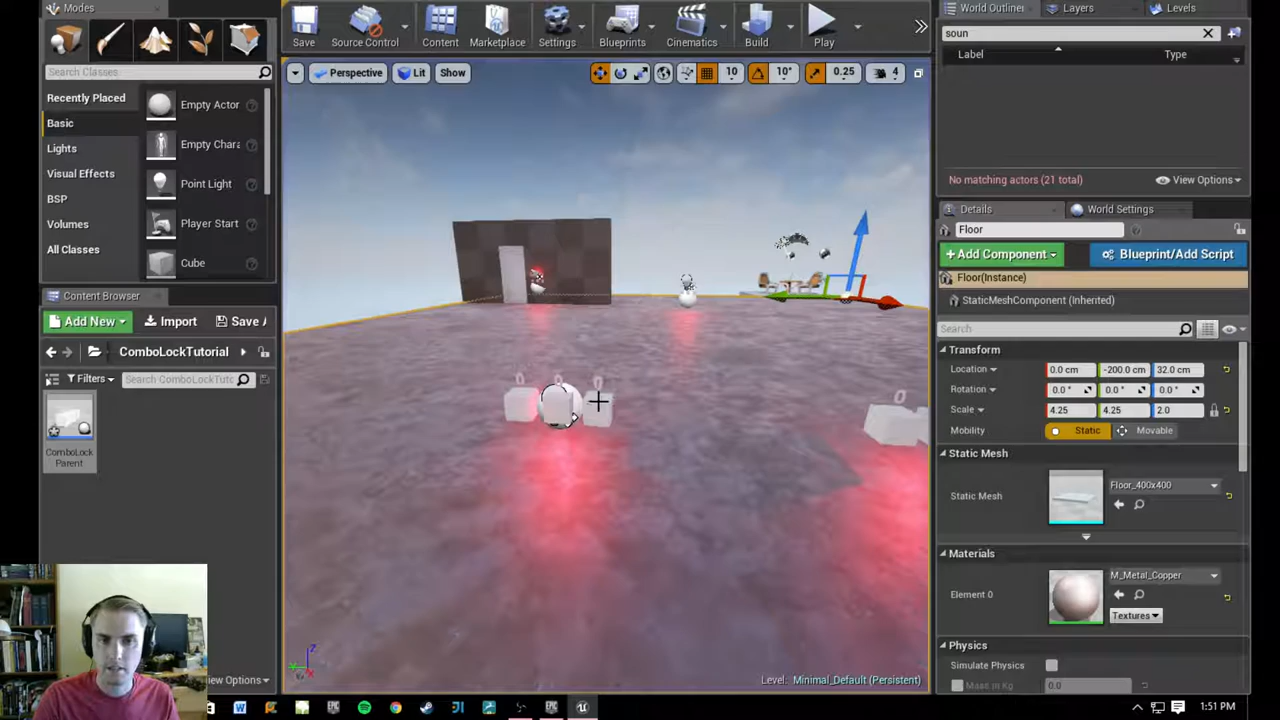 Modes
Search Classes
Recently Placed
Basic
Lights
Visual Effects
BSP
Volumes
All Classes
Empty Actor
Empty Chara
Point Light
Player Start
Cube
Content Browser
Add New
Import
Save A
ComboLockTutorial
Filters
Search ComboLockTuto
ComboLock
Parent
View Options
Save
Source Control
Content
Marketplace
Settings
Blueprints
Cinematics
Build
Play
Perspective
Lit
Show
10
10°
0.25
4
0
0
0
0
Level: Minimal_Default (Persistent)
World Outliner
Layers
Levels
soun
Label
Type
No matching actors (21 total)
View Options
Details
World Settings
Floor
+Add Component
Blueprint/Add Script
Floor(Instance)
StaticMeshComponent (Inherited)
Search
Transform
Location
0.0 cm
-200.0 cm
32.0 cm
Rotation
0.0 °
0.0 °
0.0 °
Scale
4.25
4.25
2.0
Mobility
Static
Movable
Static Mesh
Static Mesh
Floor_400x400
Materials
Element 0
M_Metal_Copper
Textures
Physics
Simulate Physics
Mass in Kg
0.0
1:51 PM